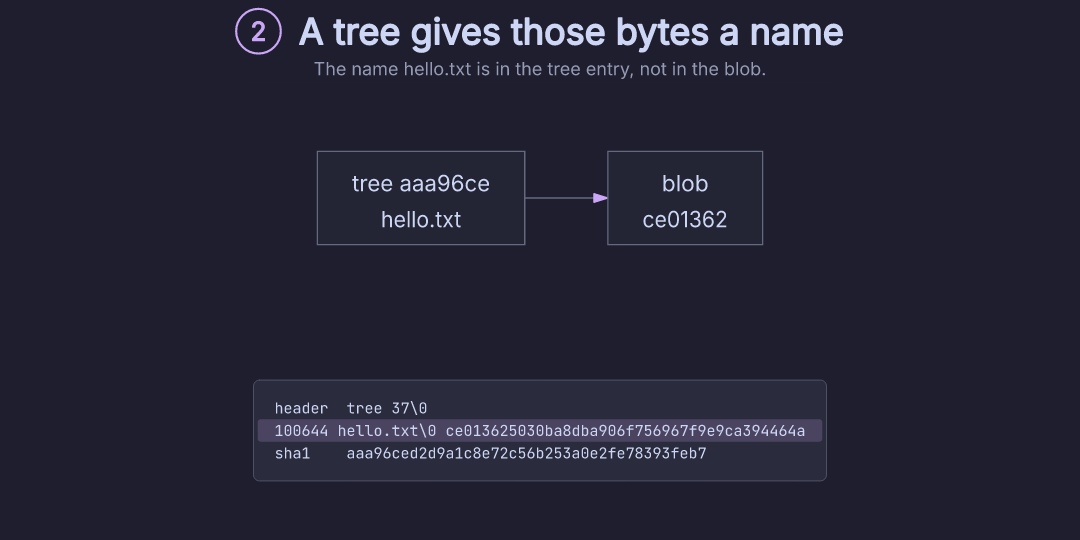 2 A tree gives those bytes a name
The name hello.txt is in the tree entry, not in the blob.
tree aaa96ce
hello.txt
blob
ce01362
header  tree 37\0
100644 hello.txt\0 ce013625030ba8dba906f756967f9e9ca394464a
sha1    aaa96ced2d9a1c8e72c56b253a0e2fe78393feb7